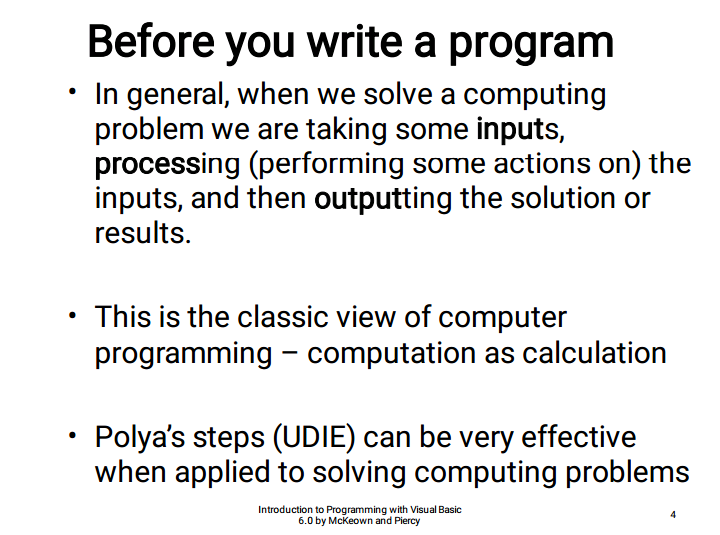 Before you write a program
• In general, when we solve a computing
problem we are taking some inputs,
processing (performing some actions on) the
inputs, and then outputting the solution or
results.
• This is the classic view of computer
programming – computation as calculation
• Polya’s steps (UDIE) can be very effective
when applied to solving computing problems
Introduction to Programming with Visual Basic
6.0 by McKeown and Piercy
4